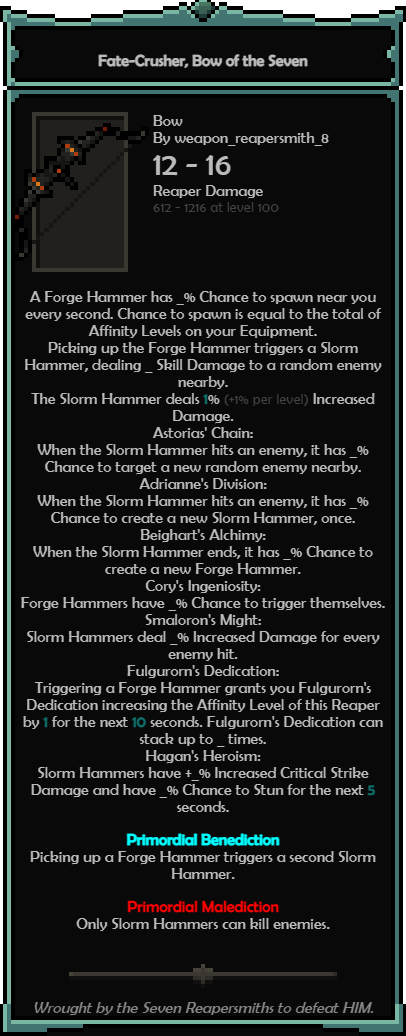 Fate-Crusher, Bow of the Seven
Bow
By weapon_reapersmith_8
12 - 16
Reaper Damage
612 - 1216 at level 100
A Forge Hammer has _% Chance to spawn near you
every second. Chance to spawn is equal to the total of
Affinity Levels on your Equipment.
Picking up the Forge Hammer triggers a Slorm
Hammer, dealing _ Skill Damage to a random enemy
nearby.
The Slorm Hammer deals 1% (+1% per level) Increased
Damage.
Astorias' Chain:
When the Slorm Hammer hits an enemy, it has _%
Chance to target a new random enemy nearby.
Adrianne's Division:
When the Slorm Hammer hits an enemy, it has _%
Chance to create a new Slorm Hammer, once.
Beighart's Alchimy:
When the Slorm Hammer ends, it has _% Chance to
create a new Forge Hammer.
Cory's Ingeniosity:
Forge Hammers have _% Chance to trigger themselves.
Smaloron's Might:
Slorm Hammers deal _% Increased Damage for every
enemy hit.
Fulgurorn's Dedication:
Triggering a Forge Hammer grants you Fulgurorn's
Dedication increasing the Affinity Level of this Reaper
by 1 for the next 10 seconds. Fulgurorn's Dedication can
stack up to _ times.
Hagan's Heroism:
Slorm Hammers have +_% Increased Critical Strike
Damage and have _% Chance to Stun for the next 5
seconds.
Primordial Benediction
Picking up a Forge Hammer triggers a second Slorm
Hammer.
Primordial Malediction
Only Slorm Hammers can kill enemies.
Wrought by the Seven Reapersmiths to defeat HIM.